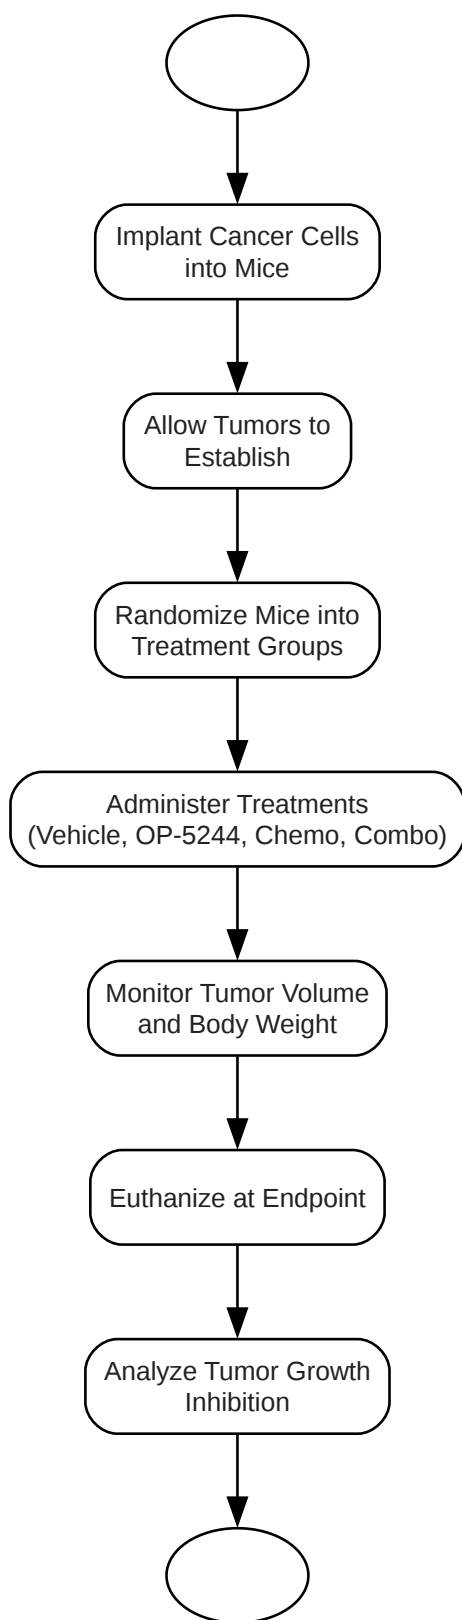 Implant Cancer Cells
into Mice
Allow Tumors to
Establish
Randomize Mice into
Treatment Groups
Administer Treatments
(Vehicle, OP-5244, Chemo, Combo)
Monitor Tumor Volume
and Body Weight
Euthanize at Endpoint
Analyze Tumor Growth
Inhibition